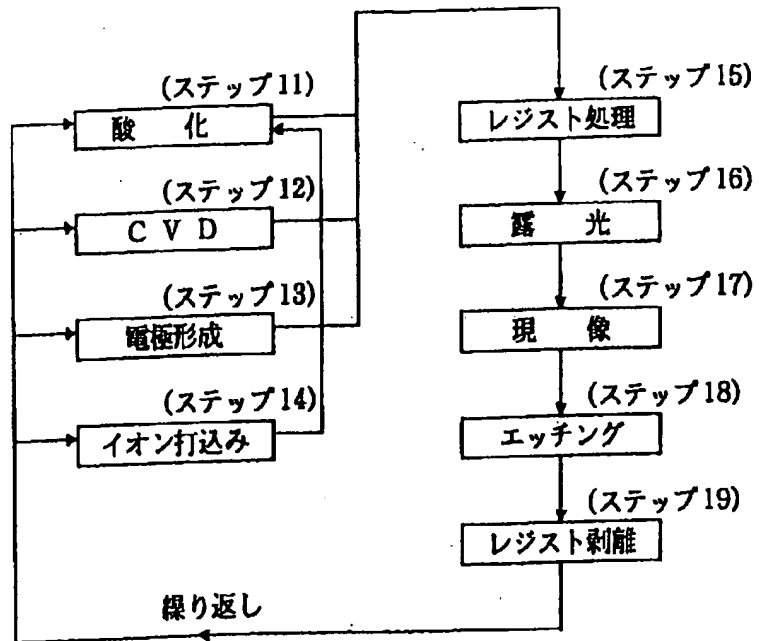 (ステップ11)
酸 化
(ステップ12)
C V D
(ステップ13)
電極形成
(ステップ14)
イオン打込み
(ステップ15)
レジスト処理
(ステップ16)
露 光
(ステップ17)
現 像
(ステップ18)
エッチング
(ステップ19)
レジスト剥離
繰り返し